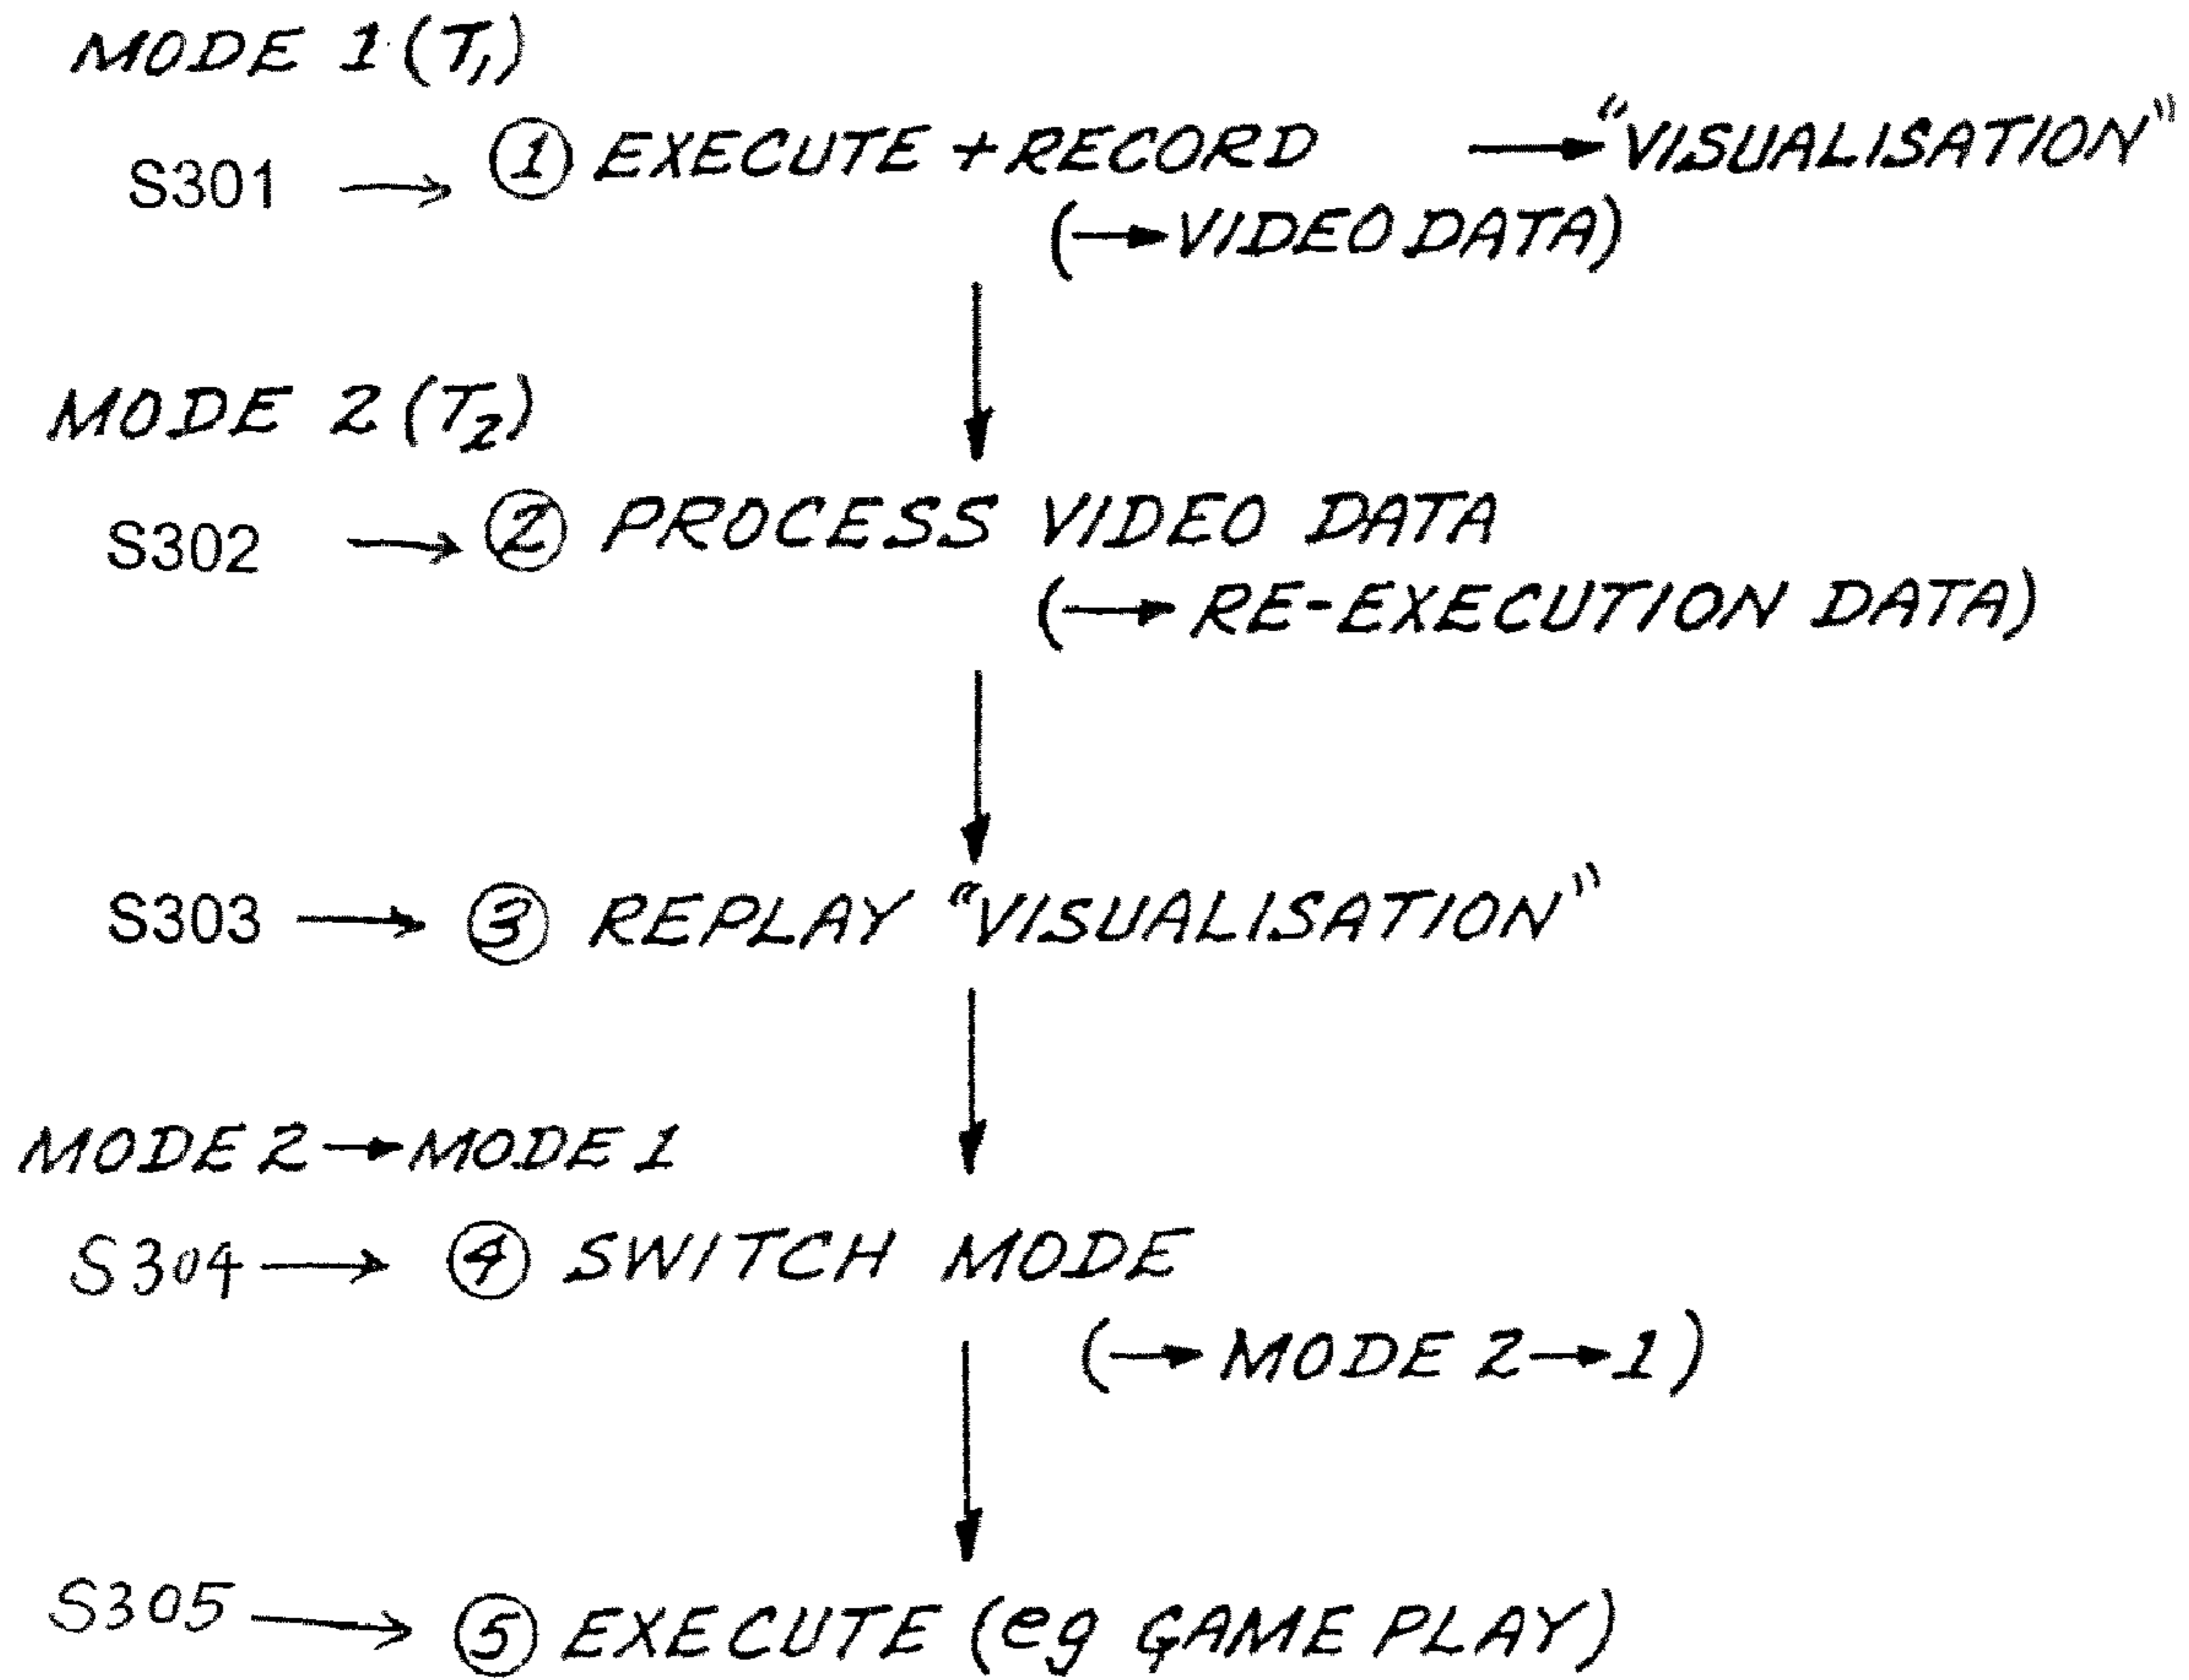 MODE 1 (T₁)
S301 → ① EXECUTE + RECORD → "VISUALISATION"
(→ VIDEO DATA)
MODE 2 (T₂)
S302 → ② PROCESS VIDEO DATA
(→ RE-EXECUTION DATA)
S303 → ③ REPLAY "VISUALISATION"
MODE 2 → MODE 1
S304 → ④ SWITCH MODE
(→ MODE 2 → 1)
S305 → ⑤ EXECUTE (eg GAME PLAY)